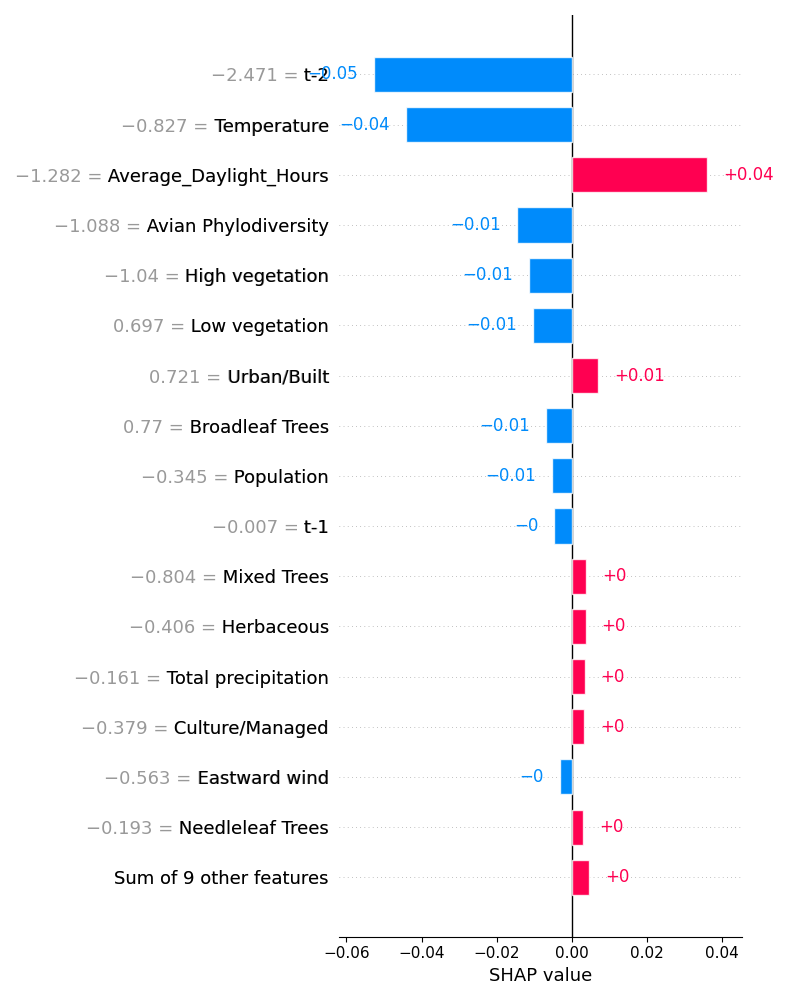 −2.471 = t-2 −0.05
−0.827 = Temperature −0.04
−1.282 = Average_Daylight_Hours +0.04
−1.088 = Avian Phylodiversity −0.01
−1.04 = High vegetation −0.01
0.697 = Low vegetation −0.01
0.721 = Urban/Built +0.01
0.77 = Broadleaf Trees −0.01
−0.345 = Population −0.01
−0.007 = t-1 −0
−0.804 = Mixed Trees +0
−0.406 = Herbaceous +0
−0.161 = Total precipitation +0
−0.379 = Culture/Managed +0
−0.563 = Eastward wind −0
−0.193 = Needleleaf Trees +0
Sum of 9 other features +0
−0.06 −0.04 −0.02 0.00 0.02 0.04
SHAP value